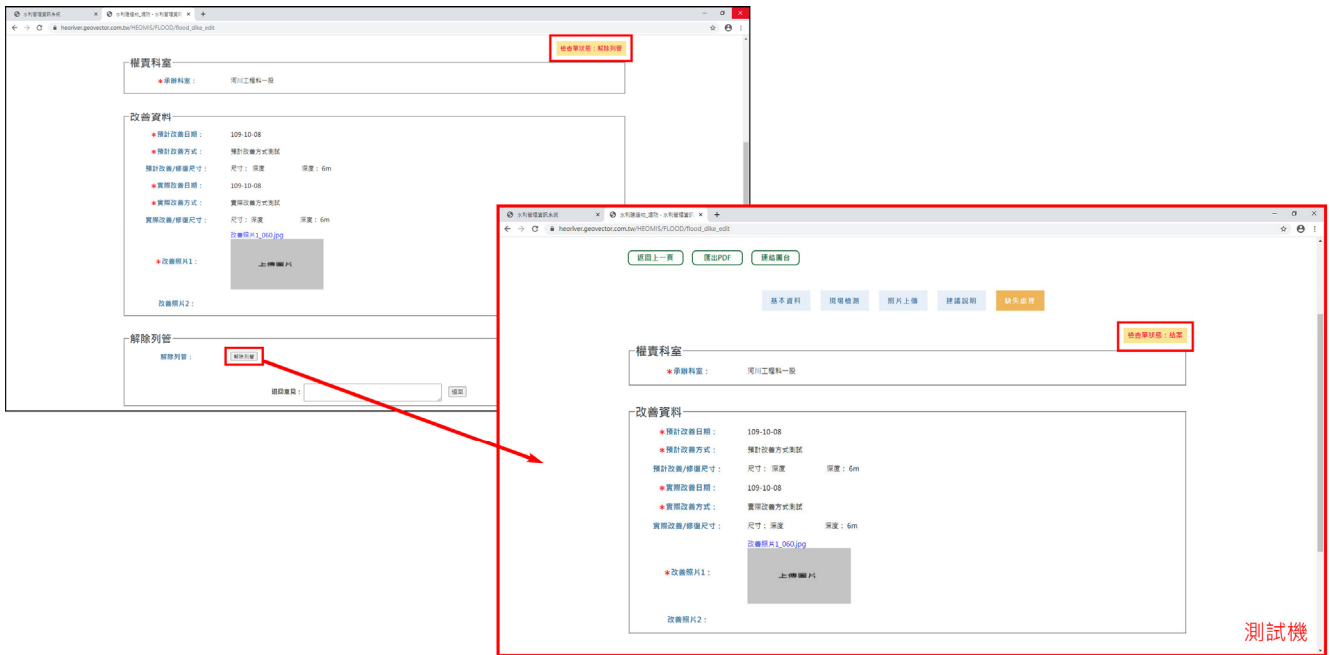 水利管理資訊系統
水利建造物_堤防 - 水利管理資訊
heoriver.geovector.com.tw/HEOMIS/FLOOD/flood_dike_edit
檢查單狀態：解除列管
權責科室
*承辦科室： 河川工程科一股
改善資料
*預計改善日期： 109-10-08
*預計改善方式： 預計改善方式測試
預計改善/修復尺寸： 尺寸： 深度 深度： 6m
*實際改善日期： 109-10-08
*實際改善方式： 實際改善方式測試
實際改善/修復尺寸： 尺寸： 深度 深度： 6m
改善照片1_060.jpg
*改善照片1： 上傳圖片
改善照片2：
解除列管
解除列管： 解除列管
退回意見： 退回
水利管理資訊系統
水利建造物_堤防 - 水利管理資訊
heoriver.geovector.com.tw/HEOMIS/FLOOD/flood_dike_edit
返回上一頁 匯出PDF 連結圖台
基本資料 現場檢測 照片上傳 建議說明 缺失處理
檢查單狀態：結案
權責科室
*承辦科室： 河川工程科一股
改善資料
*預計改善日期： 109-10-08
*預計改善方式： 預計改善方式測試
預計改善/修復尺寸： 尺寸： 深度 深度： 6m
*實際改善日期： 109-10-08
*實際改善方式： 實際改善方式測試
實際改善/修復尺寸： 尺寸： 深度 深度： 6m
改善照片1_060.jpg
*改善照片1： 上傳圖片
改善照片2：
測試機